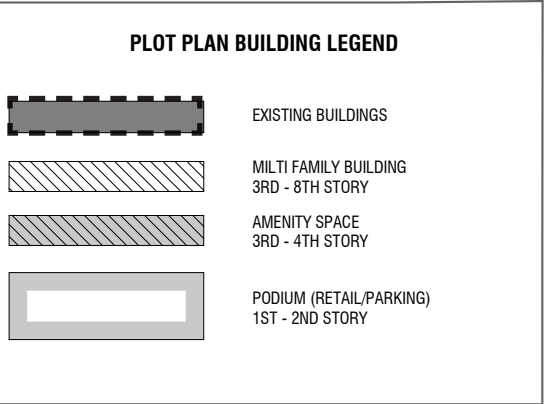 PLOT PLAN BUILDING LEGEND
EXISTING BUILDINGS
MILTI FAMILY BUILDING
3RD - 8TH STORY
AMENITY SPACE
3RD - 4TH STORY
PODIUM (RETAIL/PARKING)
1ST - 2ND STORY